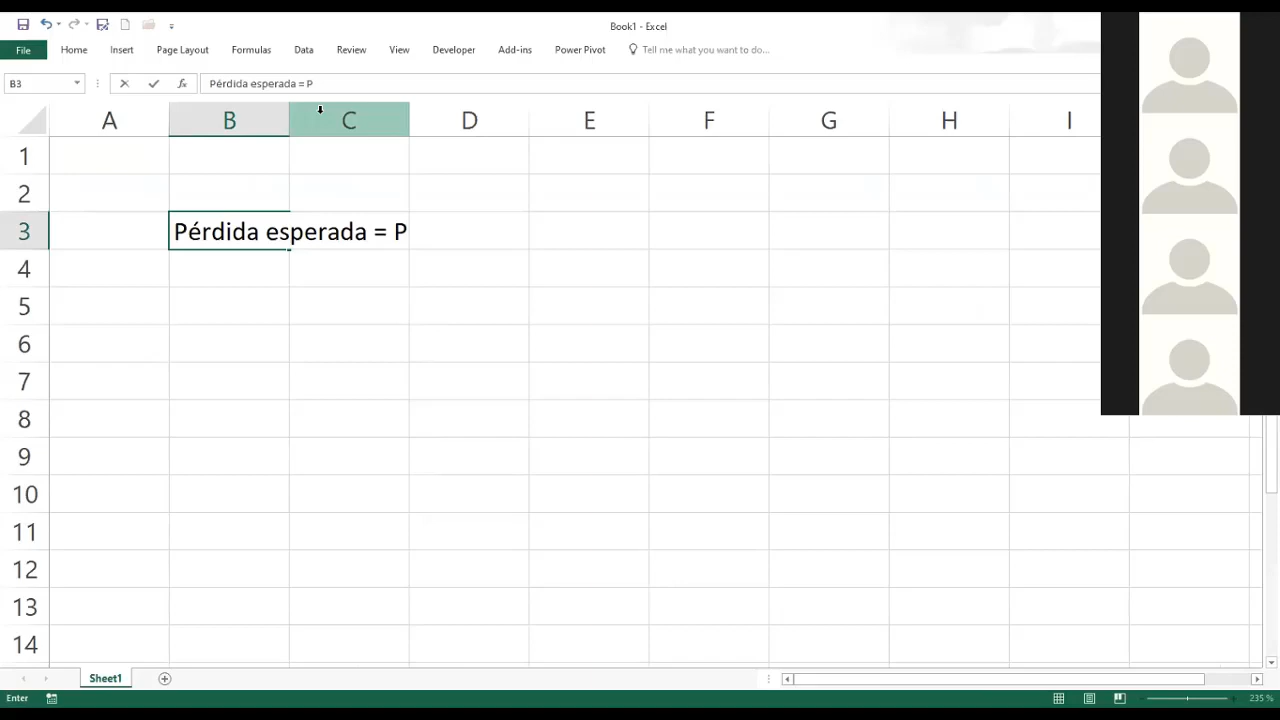 Book1 - Excel
File Home Insert Page Layout Formulas Data Review View Developer Add-ins Power Pivot Tell me what you want to do...
B3 fx Pérdida esperada = P
A B C D E F G H I
1
2
3 Pérdida esperada = P
4
5
6
7
8
9
10
11
12
13
14
Sheet1
Enter 235 %